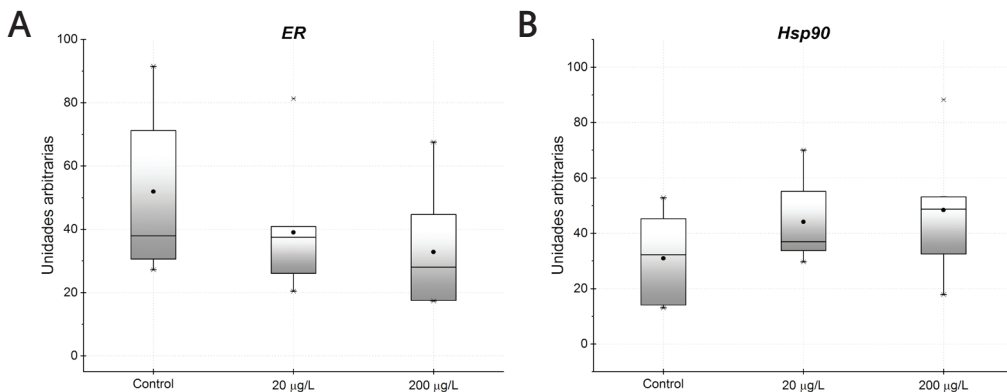 A
ER
Unidades arbitrarias
100
80
60
40
20
0
Control
20 µg/L
200 µg/L
B
Hsp90
Unidades arbitrarias
100
80
60
40
20
0
Control
20 µg/L
200 µg/L